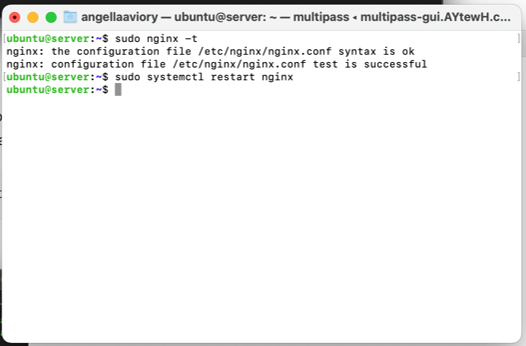 angellaaviory — ubuntu@server: ~ — multipass ◂ multipass-gui.AYtewH.c...
ubuntu@server:~$ sudo nginx -t
nginx: the configuration file /etc/nginx/nginx.conf syntax is ok
nginx: configuration file /etc/nginx/nginx.conf test is successful
ubuntu@server:~$ sudo systemctl restart nginx
ubuntu@server:~$